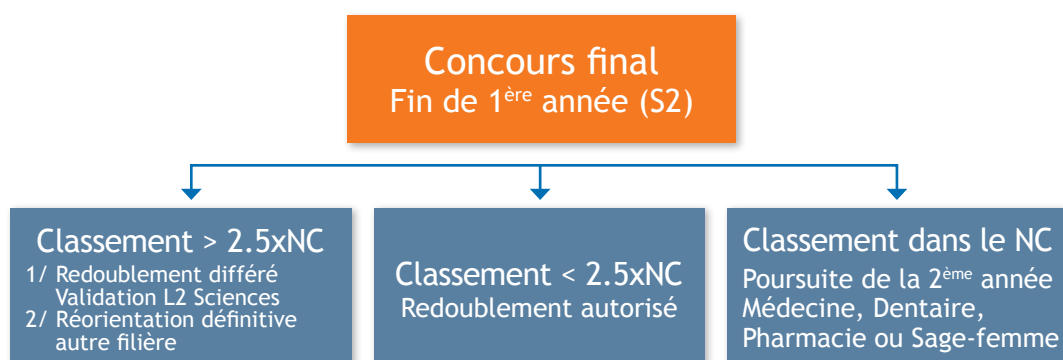 Concours final
Fin de 1ère année (S2)
Classement > 2.5xNC
1/ Redoublement différé
Validation L2 Sciences
2/ Réorientation définitive
autre filière
Classement < 2.5xNC
Redoublement autorisé
Classement dans le NC
Poursuite de la 2ème année
Médecine, Dentaire,
Pharmacie ou Sage-femme